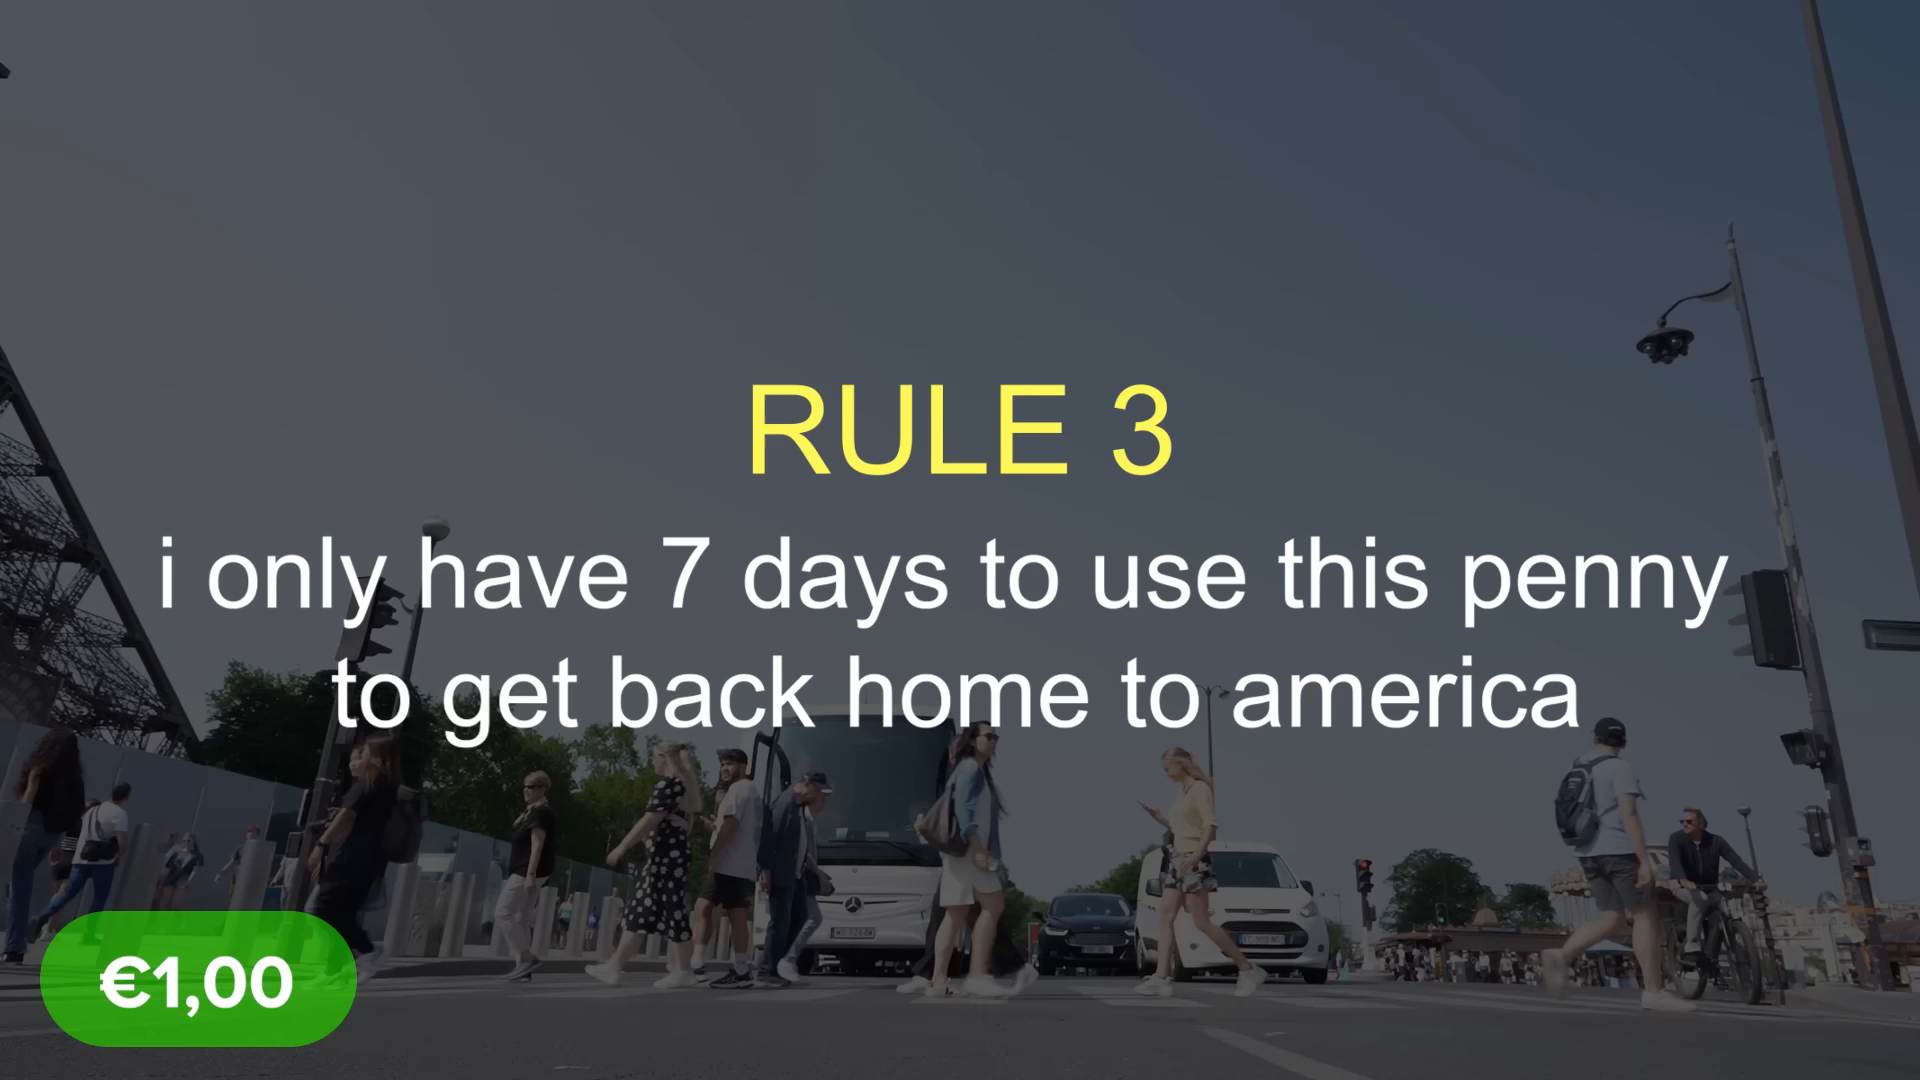 RULE 3
i only have 7 days to use this penny
to get back home to america
€1,00